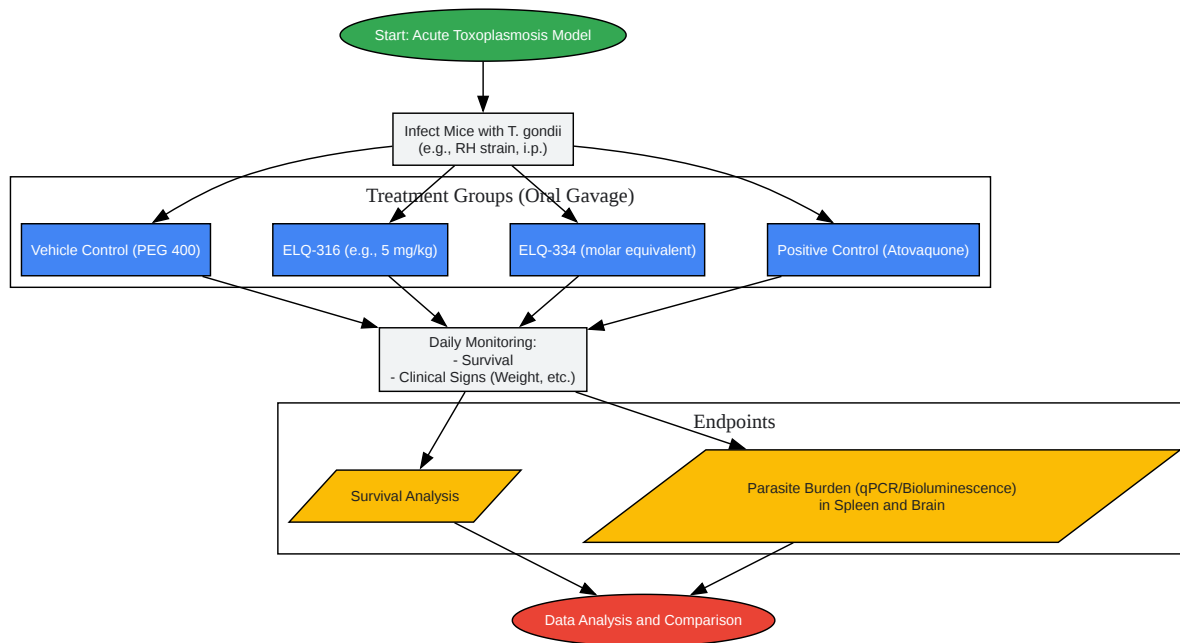 Start: Acute Toxoplasmosis Model
Infect Mice with T. gondii
(e.g., RH strain, i.p.)
Treatment Groups (Oral Gavage)
Vehicle Control (PEG 400)
ELQ-316 (e.g., 5 mg/kg)
ELQ-334 (molar equivalent)
Positive Control (Atovaquone)
Daily Monitoring:
- Survival
- Clinical Signs (Weight, etc.)
Endpoints
Survival Analysis
Parasite Burden (qPCR/Bioluminescence)
in Spleen and Brain
Data Analysis and Comparison